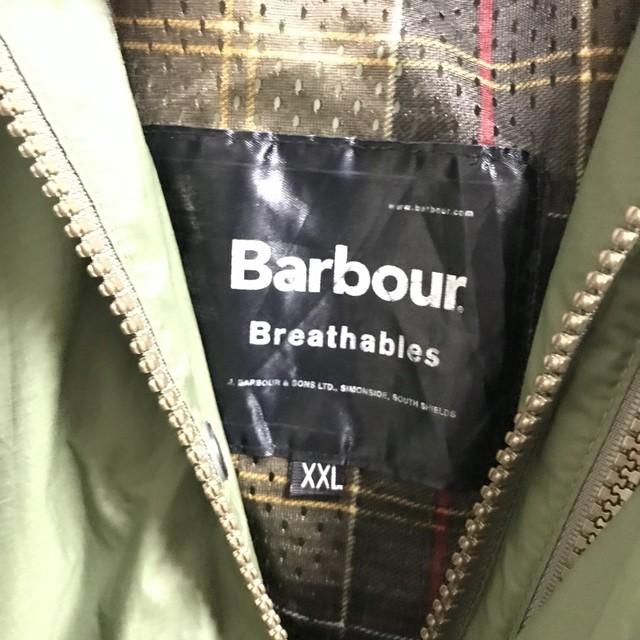 www.barbour.com
Barbour
Breathables
J. BARBOUR & SONS LTD., SIMONSIDE, SOUTH SHIELDS
XXL